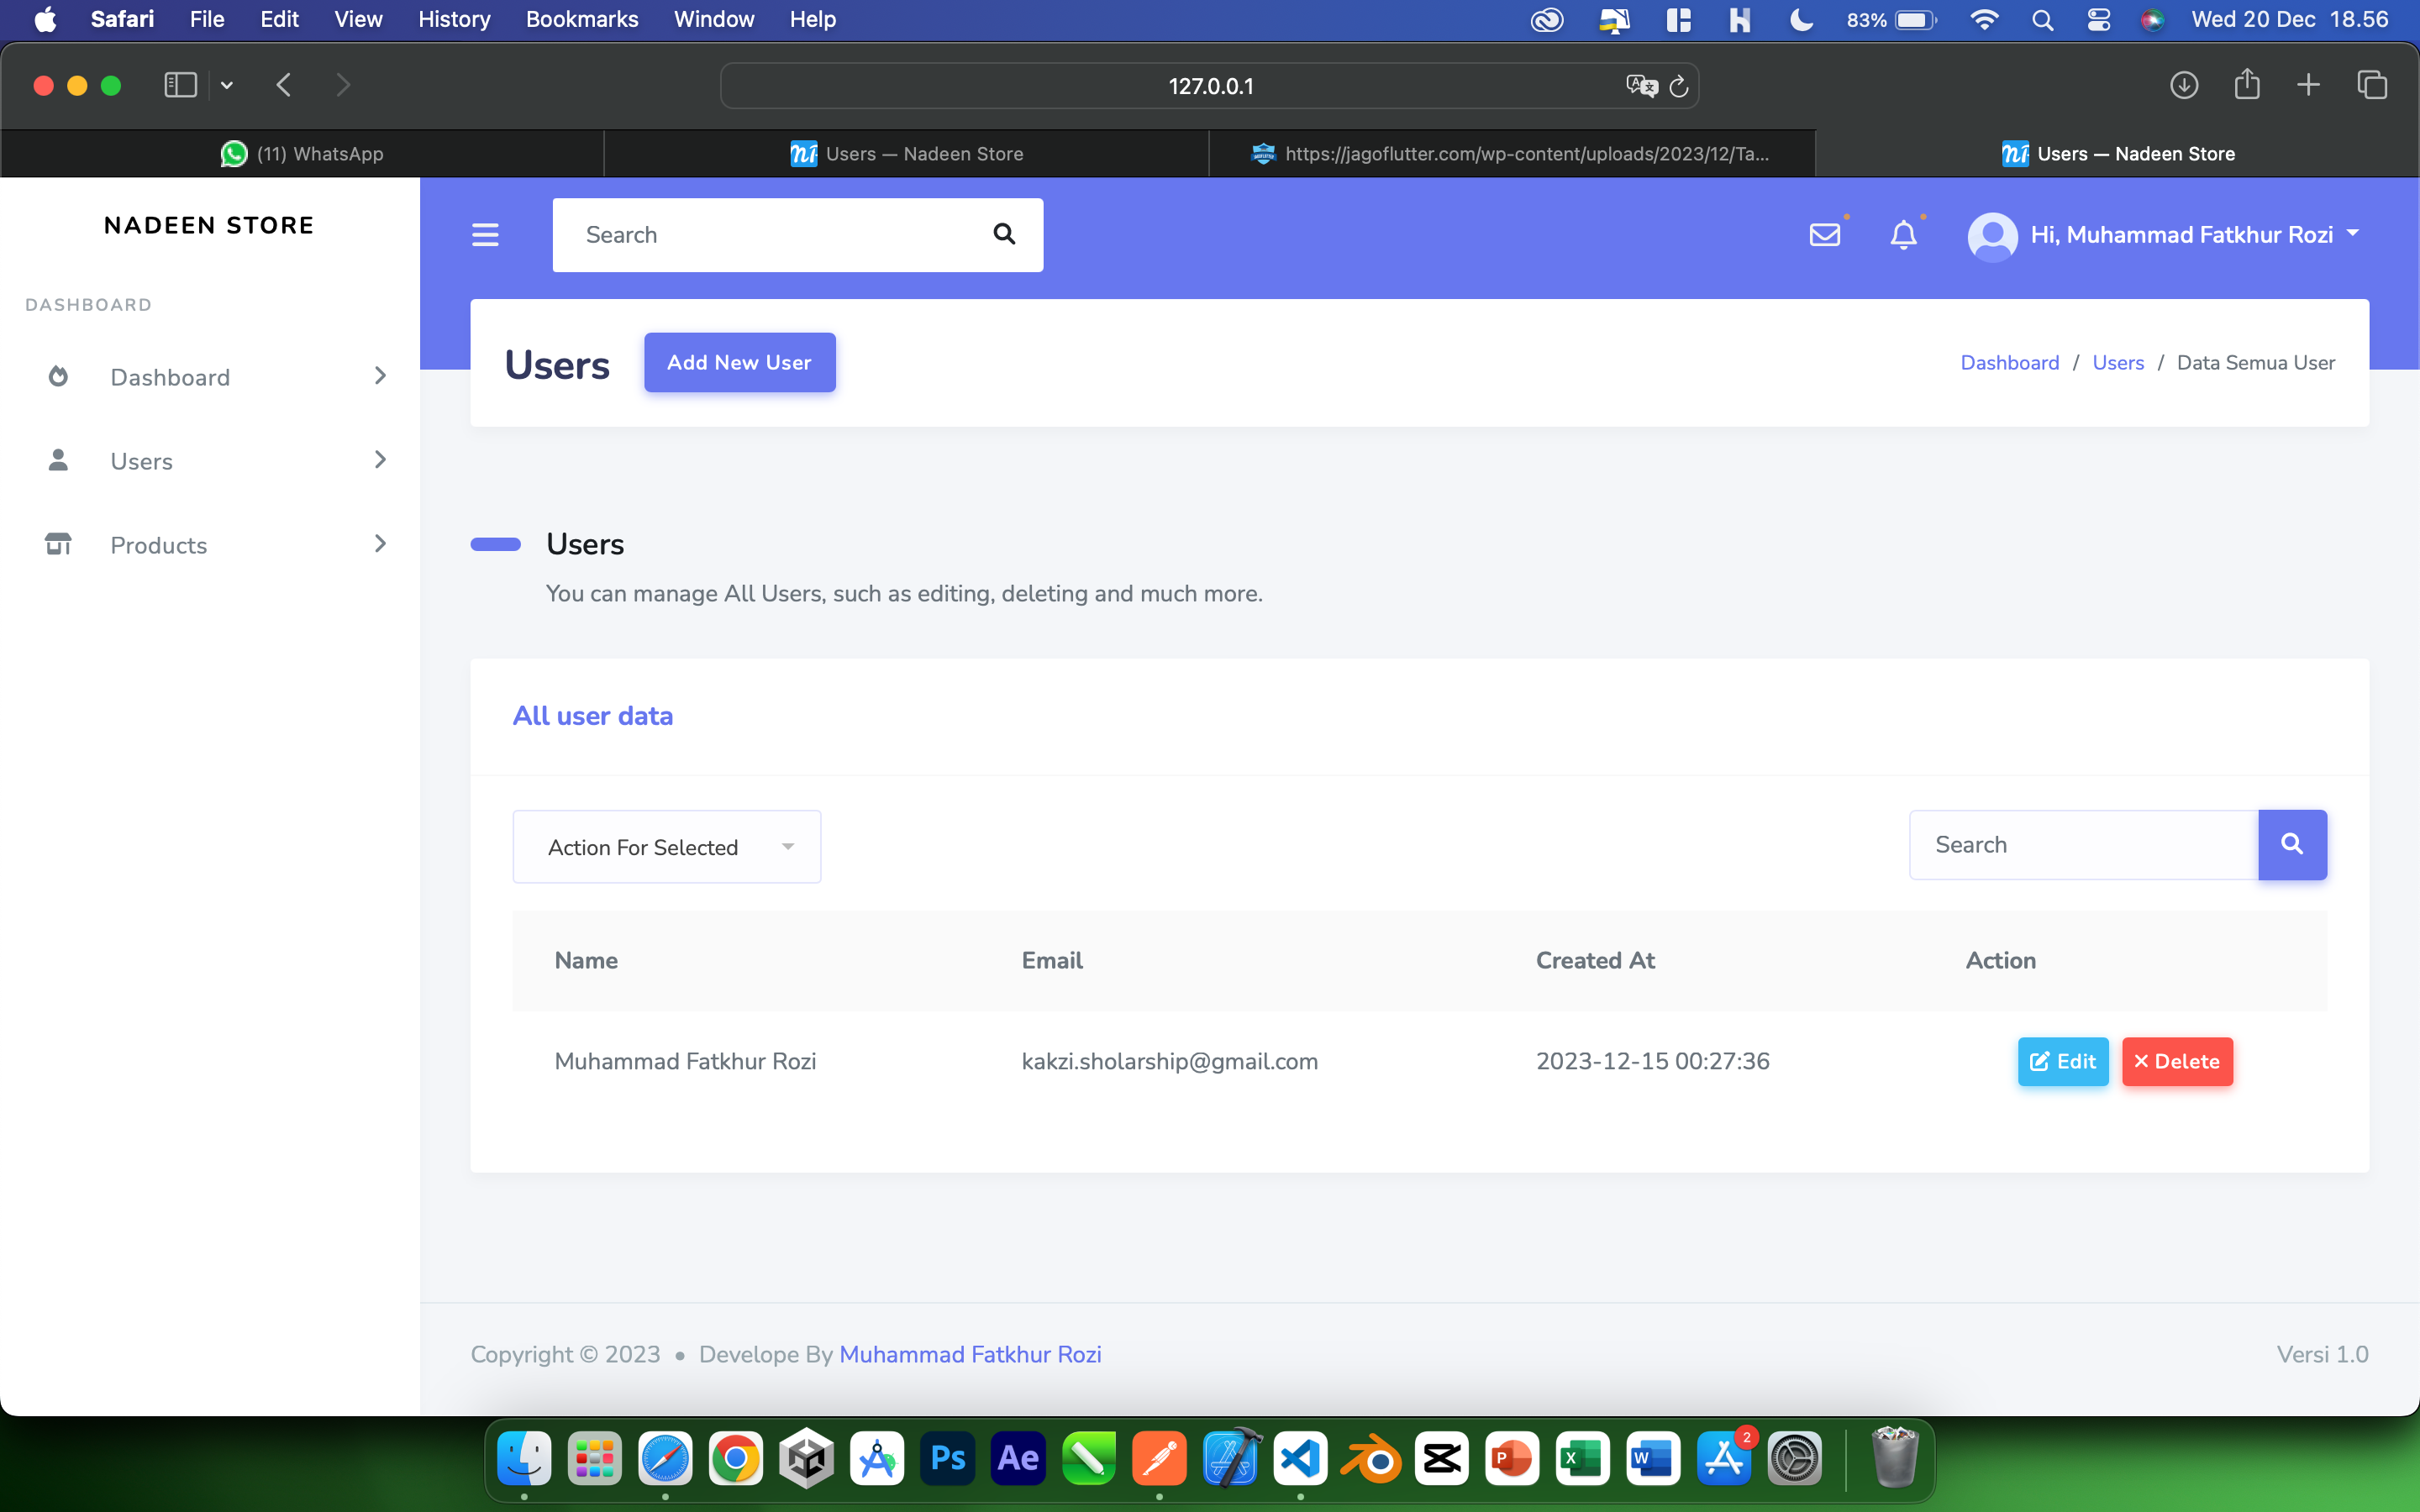 Safari File Edit View History Bookmarks Window Help 83% Wed 20 Dec 18.56
127.0.0.1
(11) WhatsApp
Users — Nadeen Store
https://jagoflutter.com/wp-content/uploads/2023/12/Ta...
Users — Nadeen Store
NADEEN STORE
Search
Hi, Muhammad Fatkhur Rozi
DASHBOARD
Dashboard
Users
Products
Users
Add New User
Dashboard / Users / Data Semua User
Users
You can manage All Users, such as editing, deleting and much more.
All user data
Action For Selected
Search
Name Email Created At Action
Muhammad Fatkhur Rozi kakzi.sholarship@gmail.com 2023-12-15 00:27:36 Edit Delete
Copyright © 2023 • Develope By Muhammad Fatkhur Rozi
Versi 1.0
Ps Ae P X W 2